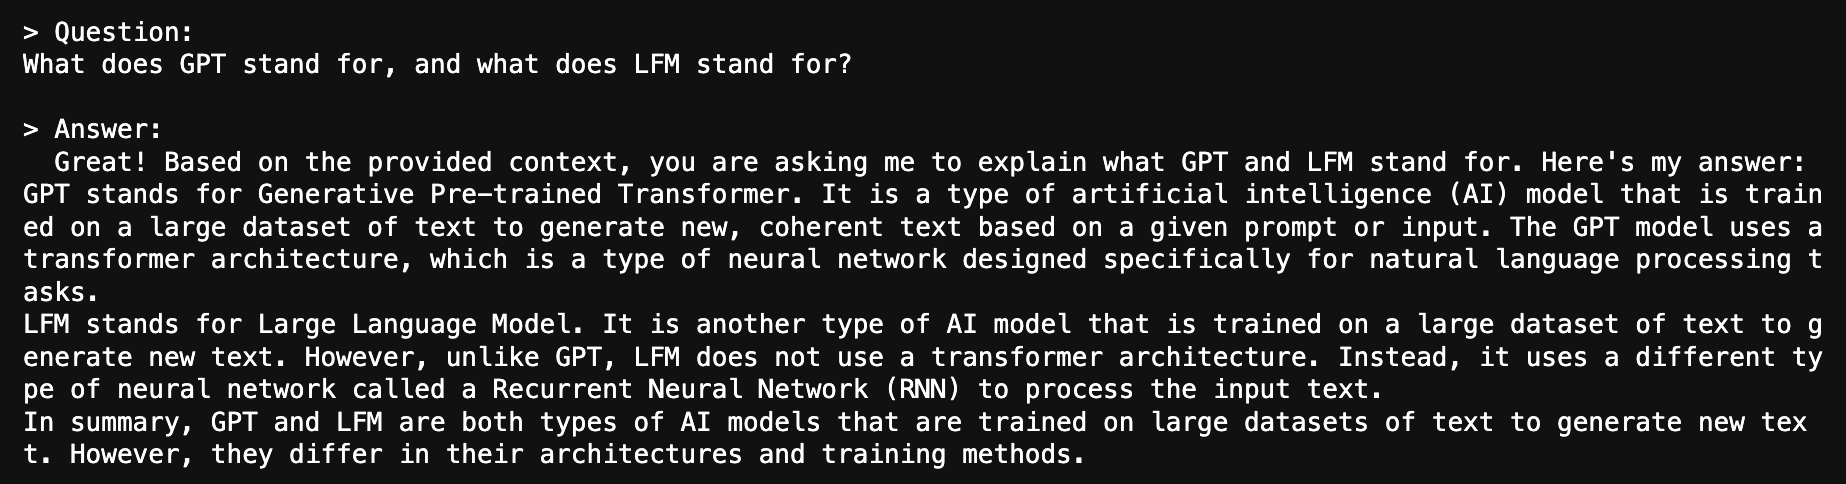 > Question:
What does GPT stand for, and what does LFM stand for?
> Answer:
Great! Based on the provided context, you are asking me to explain what GPT and LFM stand for. Here's my answer:
GPT stands for Generative Pre-trained Transformer. It is a type of artificial intelligence (AI) model that is train
ed on a large dataset of text to generate new, coherent text based on a given prompt or input. The GPT model uses a
transformer architecture, which is a type of neural network designed specifically for natural language processing t
asks.
LFM stands for Large Language Model. It is another type of AI model that is trained on a large dataset of text to g
enerate new text. However, unlike GPT, LFM does not use a transformer architecture. Instead, it uses a different ty
pe of neural network called a Recurrent Neural Network (RNN) to process the input text.
In summary, GPT and LFM are both types of AI models that are trained on large datasets of text to generate new tex
t. However, they differ in their architectures and training methods.